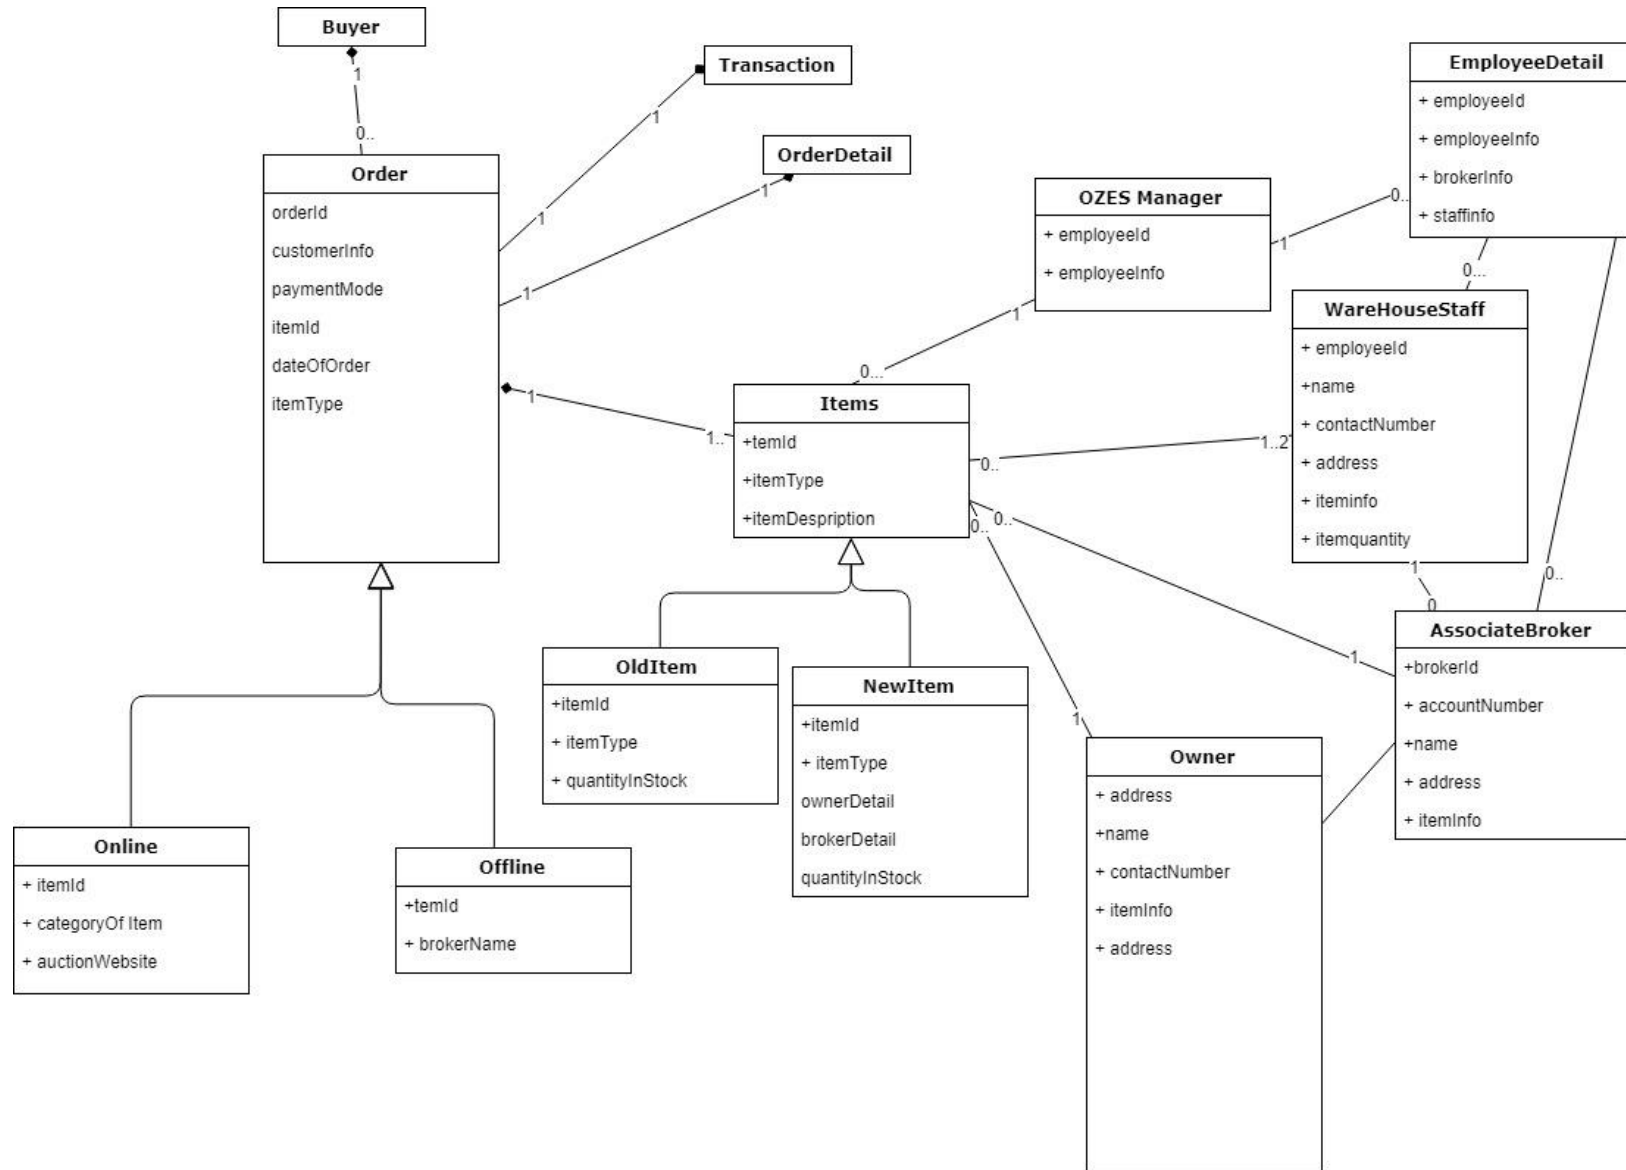 Buyer
1
0..
Transaction
1
1
OrderDetail
1
1
Order
orderId
customerInfo
paymentMode
itemId
dateOfOrder
itemType
1
1..
EmployeeDetail
+ employeeId
+ employeeInfo
+ brokerInfo
+ staffinfo
OZES Manager
+ employeeId
+ employeeInfo
1
0..
1
0...
0...
WareHouseStaff
+ employeeId
+name
+ contactNumber
+ address
+ iteminfo
+ itemquantity
Items
+temId
+itemType
+itemDespription
0..
1..2
0..
0..
1
1
1
0
0..
OldItem
+itemId
+ itemType
+ quantityInStock
NewItem
+itemId
+ itemType
ownerDetail
brokerDetail
quantityInStock
AssociateBroker
+brokerId
+ accountNumber
+name
+ address
+ itemInfo
Owner
+ address
+name
+ contactNumber
+ itemInfo
+ address
Online
+ itemId
+ categoryOf Item
+ auctionWebsite
Offline
+temId
+ brokerName